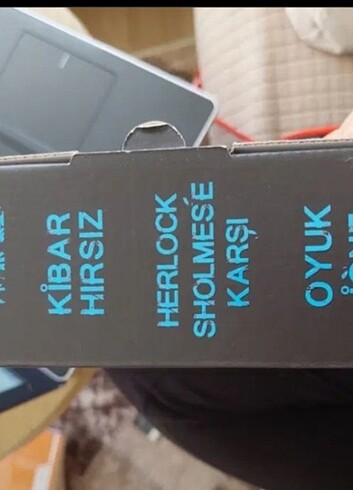 KİBAR
HIRSIZ
HERLOCK
SHOLMES'E
KARŞI
OYUK